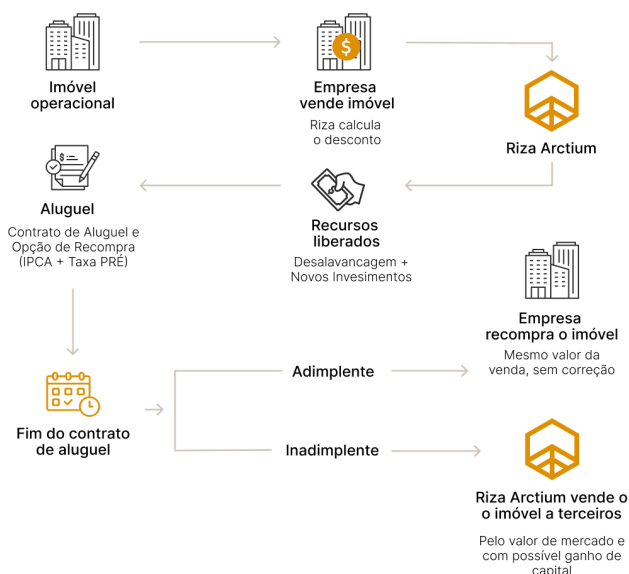 Imóvel
operacional
Empresa
vende imóvel
Riza calcula
o desconto
Riza Arctium
Aluguel
Contrato de Aluguel e
Opção de Recompra
(IPCA + Taxa PRÉ)
Recursos
liberados
Desalavancagem +
Novos Invesimentos
Empresa
recompra o imóvel
Mesmo valor da
venda, sem correção
Adimplente
Fim do contrato
de aluguel
Inadimplente
Riza Arctium vende o
o imóvel a terceiros
Pelo valor de mercado e
com possível ganho de
capital